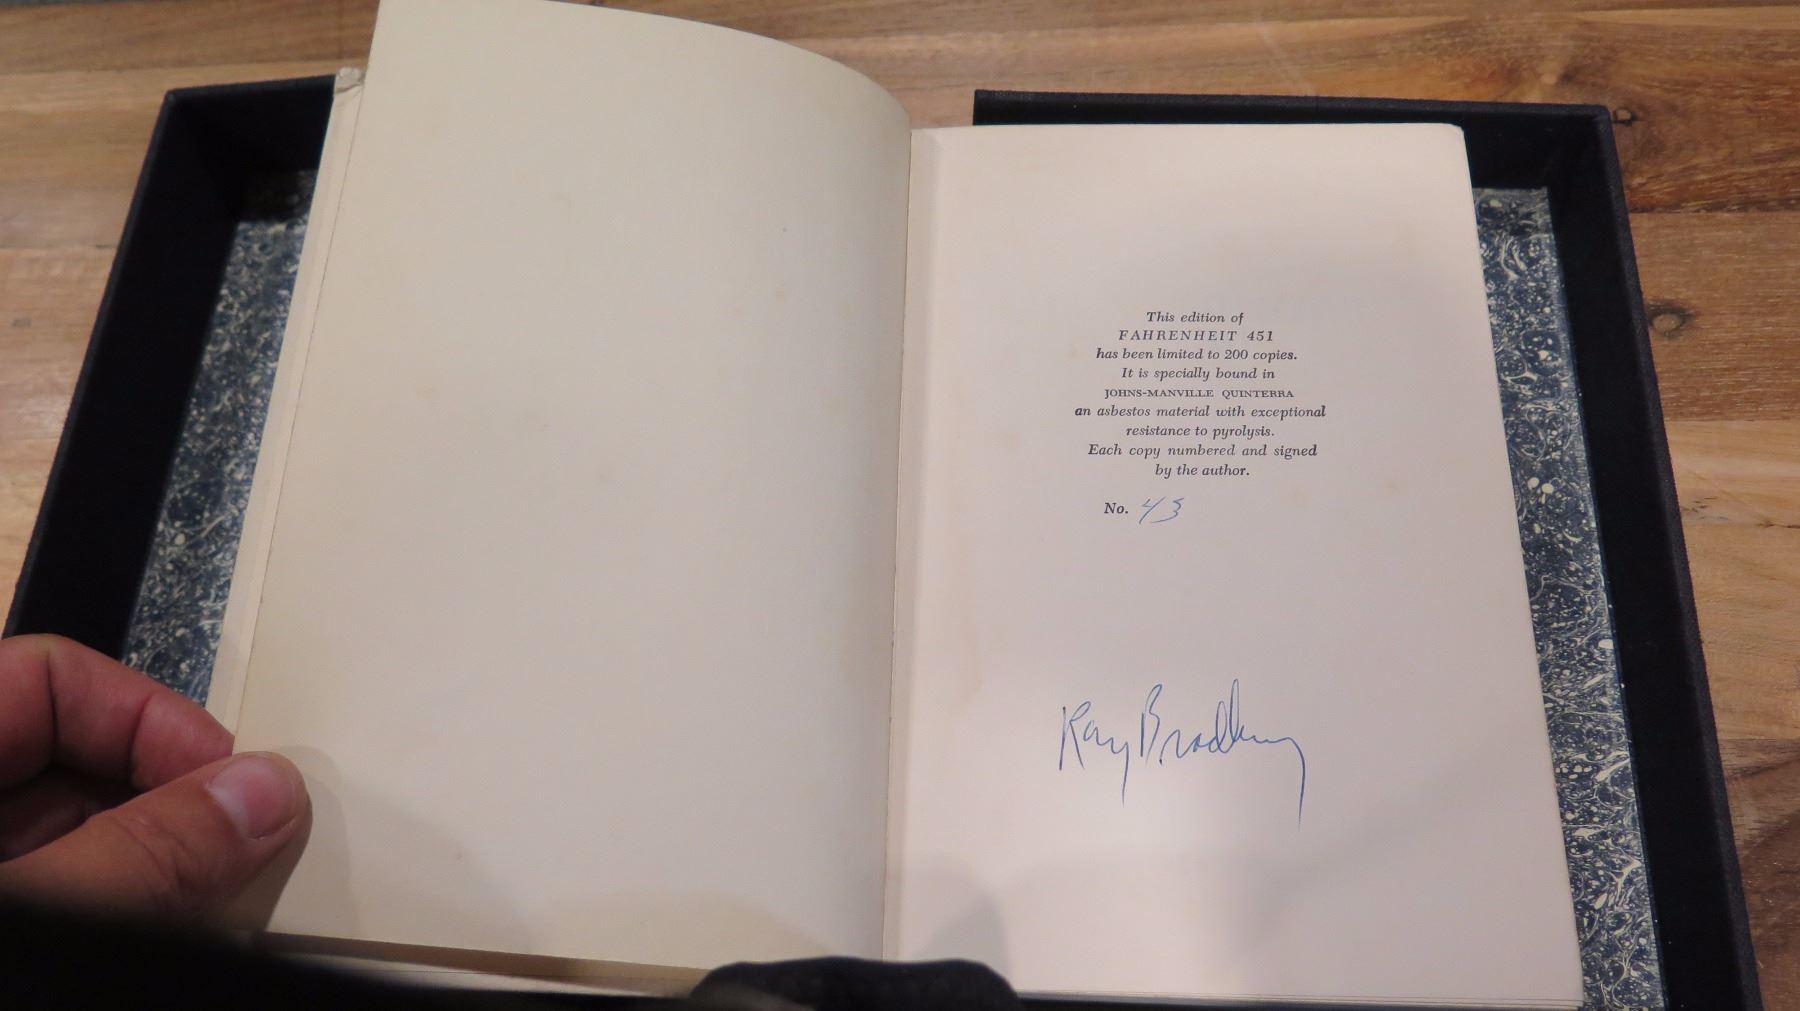 This edition of
FAHRENHEIT 451
has been limited to 200 copies.
It is specially bound in
JOHNS-MANVILLE QUINTERRA
an asbestos material with exceptional
resistance to pyrolysis.
Each copy numbered and signed
by the author.
No. 43
Ray Bradbury